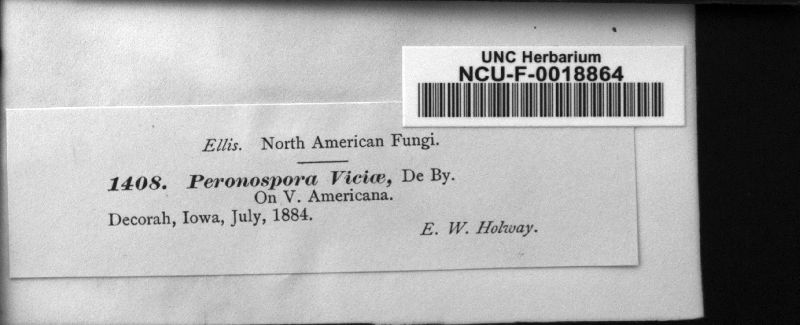 UNC Herbarium
NCU-F-0018864
Ellis. North American Fungi.
1408. Peronospora Viciæ, De By.
On V. Americana.
Decorah, Iowa, July, 1884.
E. W. Holway.